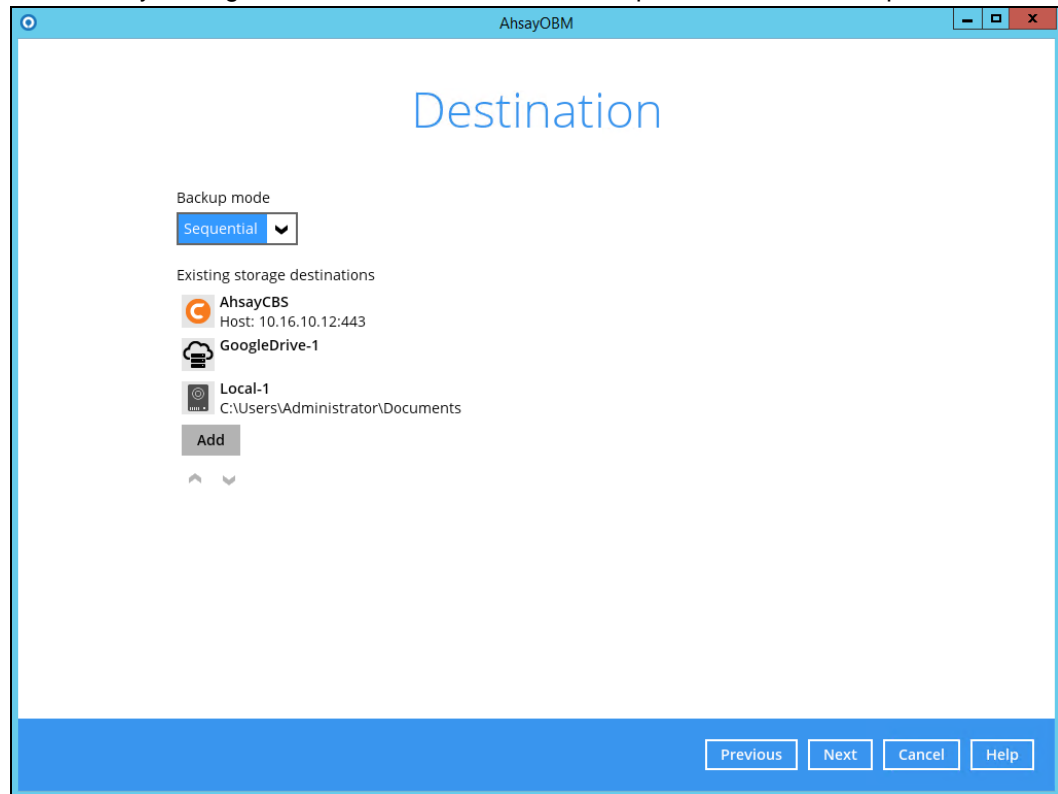 AhsayOBM
Destination
Backup mode
Sequential
Existing storage destinations
AhsayCBS
Host: 10.16.10.12:443
GoogleDrive-1
Local-1
C:\Users\Administrator\Documents
Add
Previous Next Cancel Help